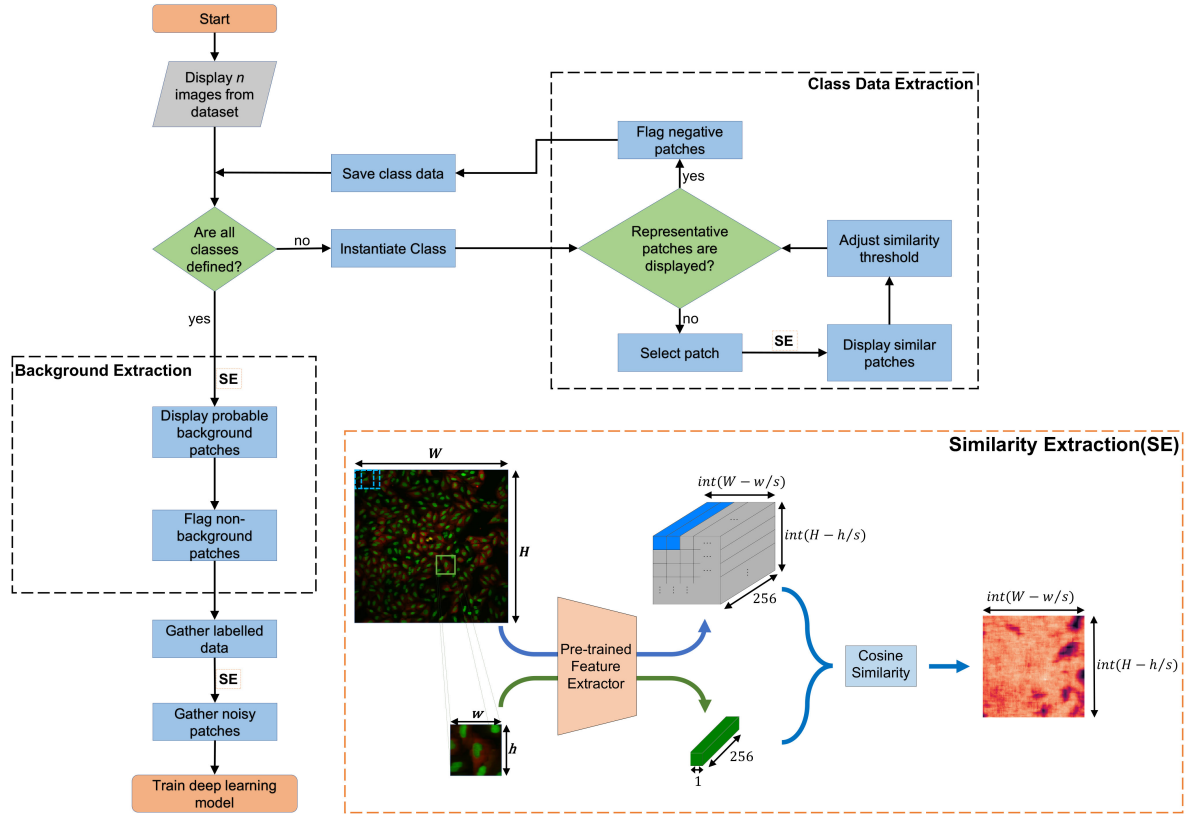 Start
Display n
images from
dataset
Class Data Extraction
Flag negative
patches
yes
Save class data
Are all
classes
defined?
no
Instantiate Class
Representative
patches are
displayed?
Adjust similarity
threshold
no
Select patch
SE
Display similar
patches
yes
Background Extraction
SE
Display probable
background
patches
Flag non-
background
patches
Gather labelled
data
SE
Gather noisy
patches
Train deep learning
model
Similarity Extraction(SE)
W
H
int(W − w/s)
int(H − h/s)
...
...
...
...
⋮ ⋮
...
256
Pre-trained
Feature
Extractor
w
h
256
1
Cosine
Similarity
int(W − w/s)
int(H − h/s)